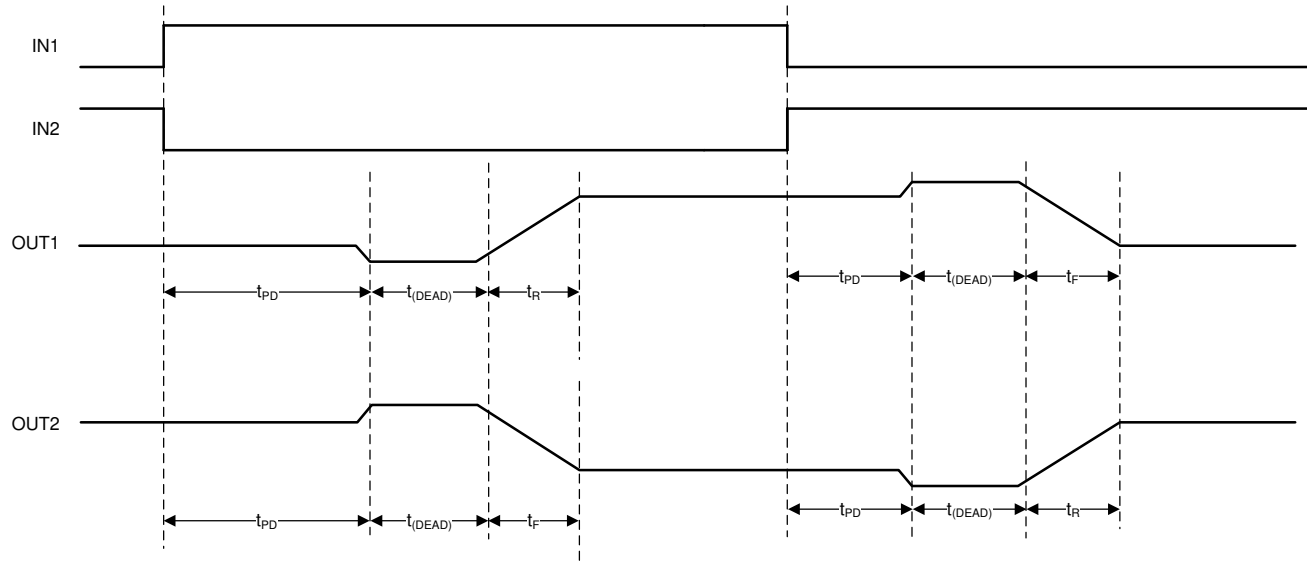 IN1
IN2
OUT1
tPD t(DEAD) tR tPD t(DEAD) tF
OUT2
tPD t(DEAD) tF tPD t(DEAD) tR